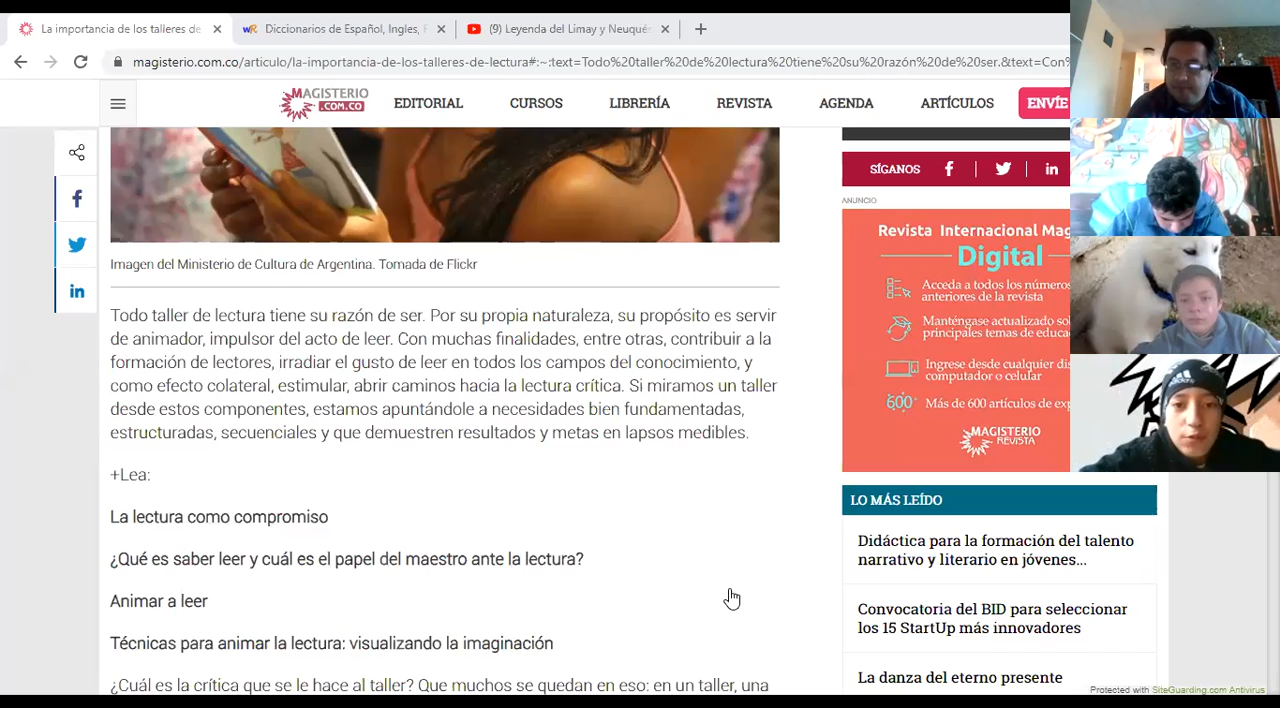 La importancia de los talleres de
Diccionarios de Español, Ingles, F
(9) Leyenda del Limay y Neuqué
magisterio.com.co/articulo/la-importancia-de-los-talleres-de-lectura#:~:text=Todo%20taller%20de%20lectura%20tiene%20su%20razón%20de%20ser.&text=Con%
MAGISTERIO
.COM.CO
EDITORIAL
CURSOS
LIBRERÍA
REVISTA
AGENDA
ARTÍCULOS
ENVÍE
Imagen del Ministerio de Cultura de Argentina. Tomada de Flickr
Todo taller de lectura tiene su razón de ser. Por su propia naturaleza, su propósito es servir
de animador, impulsor del acto de leer. Con muchas finalidades, entre otras, contribuir a la
formación de lectores, irradiar el gusto de leer en todos los campos del conocimiento, y
como efecto colateral, estimular, abrir caminos hacia la lectura crítica. Si miramos un taller
desde estos componentes, estamos apuntándole a necesidades bien fundamentadas,
estructuradas, secuenciales y que demuestren resultados y metas en lapsos medibles.
+Lea:
La lectura como compromiso
¿Qué es saber leer y cuál es el papel del maestro ante la lectura?
Animar a leer
Técnicas para animar la lectura: visualizando la imaginación
¿Cuál es la crítica que se le hace al taller? Que muchos se quedan en eso: en un taller, una
SÍGANOS
ANUNCIO
Revista Internacional Mag
Digital
Acceda a todos los números
anteriores de la revista
Manténgase actualizado so
principales temas de educa
Ingrese desde cualquier dis
computador o celular
600+
Más de 600 artículos de exp
MAGISTERIO
REVISTA
LO MÁS LEÍDO
Didáctica para la formación del talento
narrativo y literario en jóvenes...
Convocatoria del BID para seleccionar
los 15 StartUp más innovadores
La danza del eterno presente
Protected with SiteGuarding.com Antivirus
adidas